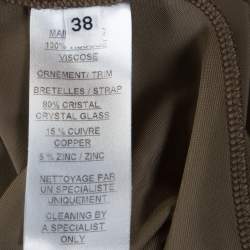 38
MA
100%
VISCOSE
ORNEMENT/ TRIM
BRETELLES / STRAP
80% CRISTAL
CRYSTAL GLASS
15 % CUIVRE
COPPER
5 % ZINC / ZINC
NETTOYAGE PAR
UN SPECIALISTE
UNIQUEMENT
CLEANING BY
A SPECIALIST
ONLY